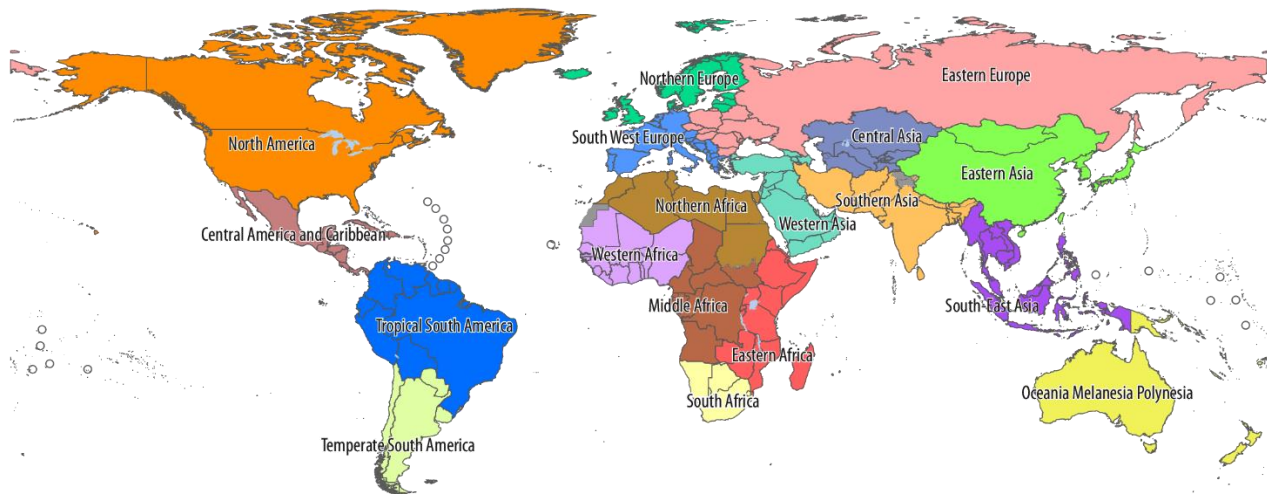 Northern Europe
Eastern Europe
North America
South West Europe
Central Asia
Eastern Asia
Northern Africa
Southern Asia
Western Asia
Central America and Caribbean
Western Africa
Middle Africa
South-East Asia
Tropical South America
Eastern Africa
Oceania Melanesia Polynesia
South Africa
Temperate South America